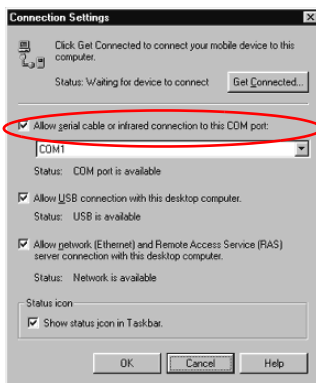 Connection Settings
Click Get Connected to connect your mobile device to this
computer.
Status: Waiting for device to connect
Get Connected...
Allow serial cable or infrared connection to this COM port:
COM1
Status: COM port is available
Allow USB connection with this desktop computer.
Status: USB is available
Allow network (Ethernet) and Remote Access Service (RAS)
server connection with this desktop computer.
Status: Network is available
Status icon
Show status icon in Taskbar.
OK
Cancel
Help